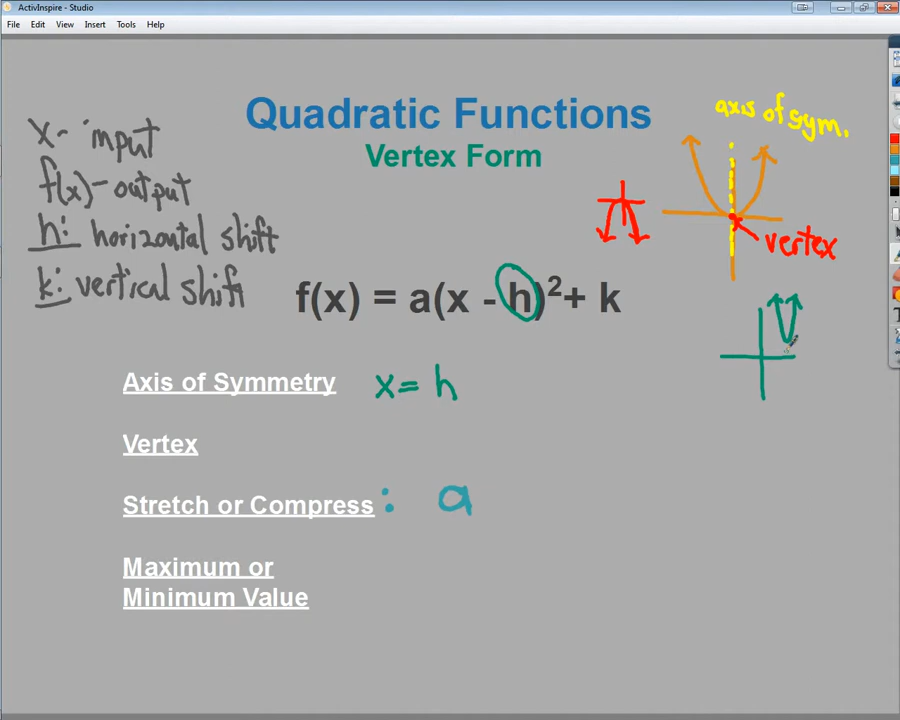 ActivInspire - Studio
File Edit View Insert Tools Help
Quadratic Functions
Vertex Form
x- input
f(x)-output
h: horizontal shift
k: vertical shift
axis of sym.
vertex
f(x) = a(x - h)²+ k
Axis of Symmetry x= h
Vertex
Stretch or Compress : a
Maximum or
Minimum Value